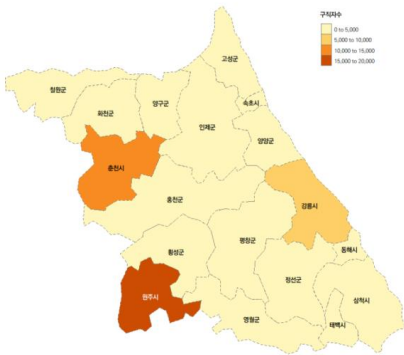 구직자수
0 to 5,000
5,000 to 10,000
10,000 to 15,000
15,000 to 20,000
고성군
철원군
화천군
양구군
속초시
인제군
양양군
춘천시
홍천군
강릉시
평창군
동해시
횡성군
정선군
원주시
삼척시
영월군
태백시